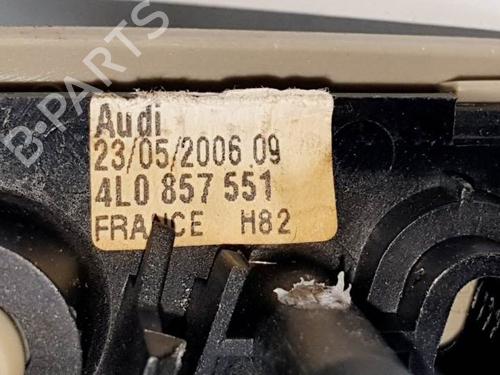 B-PARTS
Audi
23/05/2006 09
4L0 857 551
FRANCE H82